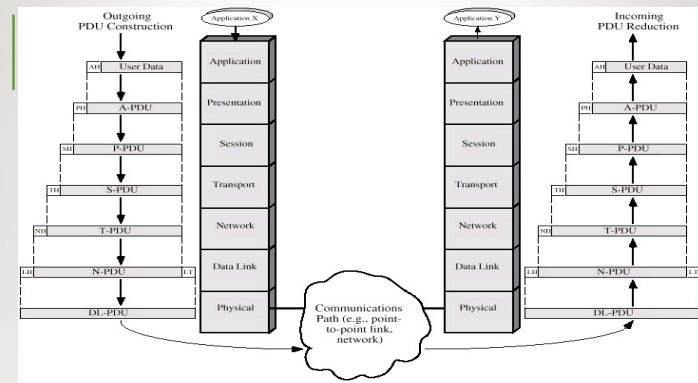 Outgoing
PDU Construction
Application X
Application Y
Incoming
PDU Reduction
AH User Data
PH A-PDU
SH P-PDU
TH S-PDU
NH T-PDU
LH N-PDU LT
DL-PDU
Application
Presentation
Session
Transport
Network
Data Link
Physical
Communications
Path (e.g., point-
to-point link,
network)
Application
Presentation
Session
Transport
Network
Data Link
Physical
AH User Data
PH A-PDU
SH P-PDU
TH S-PDU
NH T-PDU
LH N-PDU LT
DL-PDU